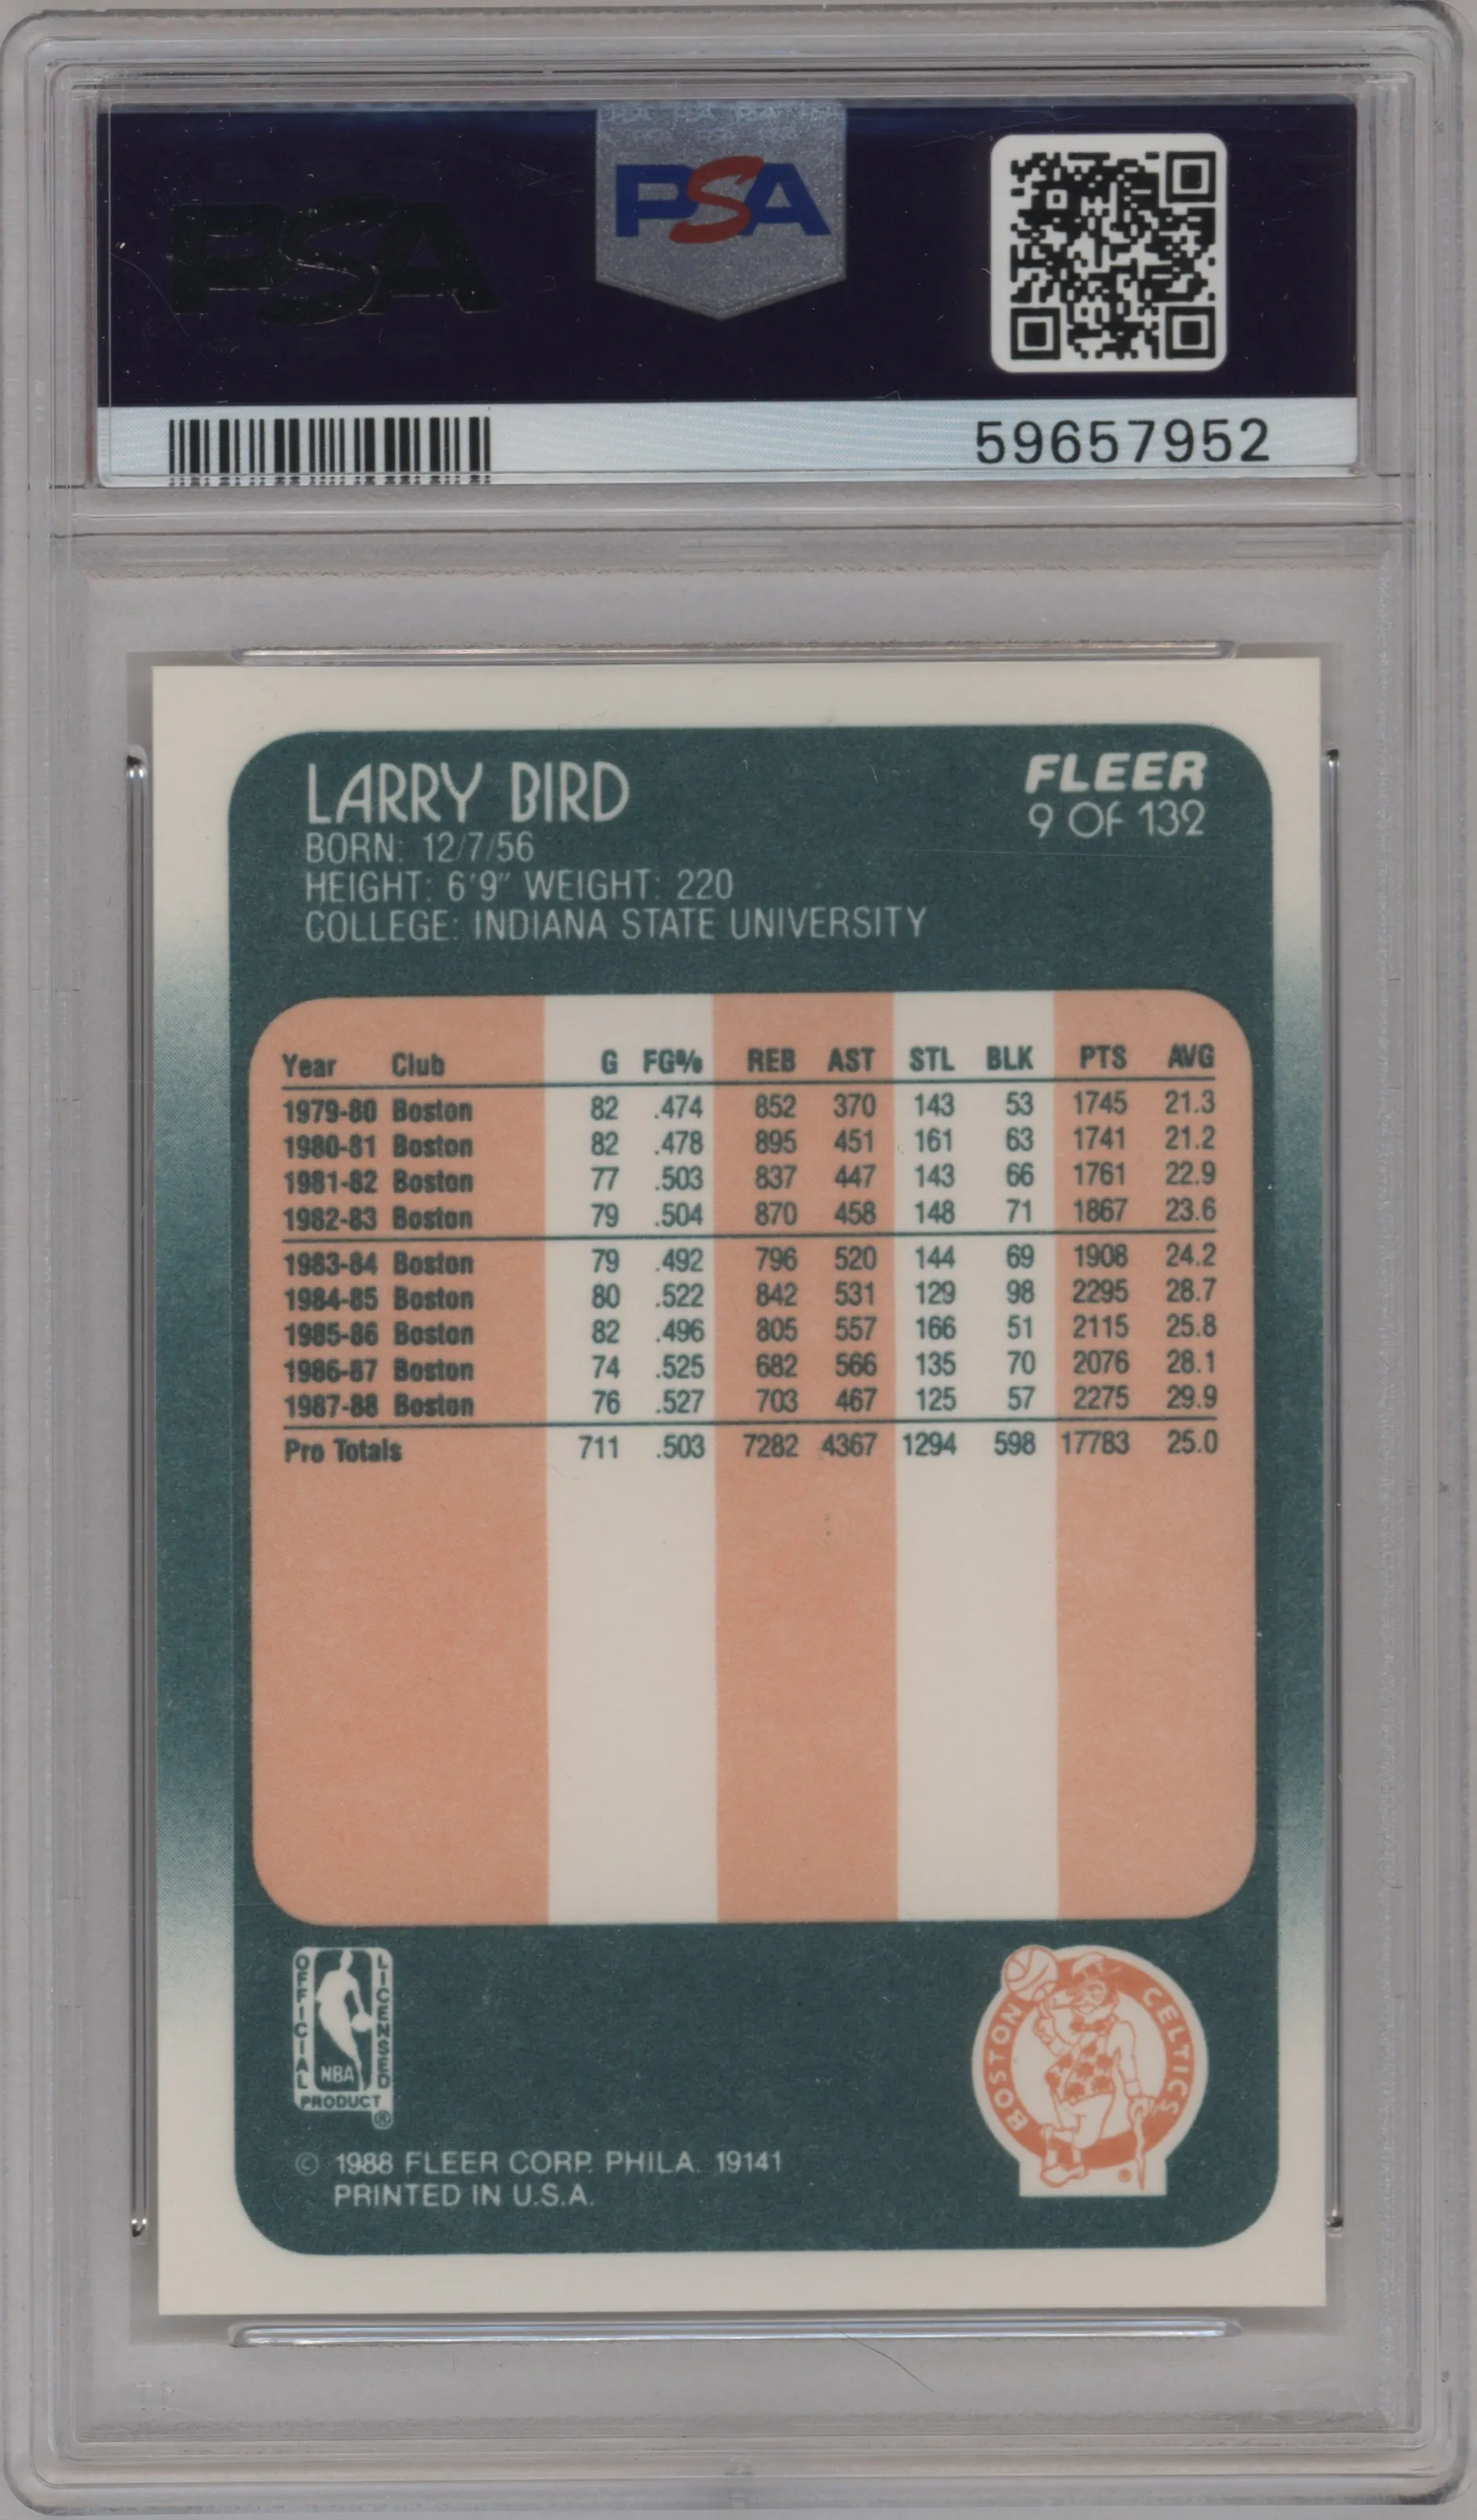 PSA
PSA
59657952
LARRY BIRD
BORN: 12/7/56
HEIGHT: 6'9" WEIGHT: 220
COLLEGE: INDIANA STATE UNIVERSITY
FLEER
9 OF 132
Year Club G FG% REB AST STL BLK PTS AVG
1979-80 Boston 82 .474 852 370 143 53 1745 21.3
1980-81 Boston 82 .478 895 451 161 63 1741 21.2
1981-82 Boston 77 .503 837 447 143 66 1761 22.9
1982-83 Boston 79 .504 870 458 148 71 1867 23.6
1983-84 Boston 79 .492 796 520 144 69 1908 24.2
1984-85 Boston 80 .522 842 531 129 98 2295 28.7
1985-86 Boston 82 .496 805 557 166 51 2115 25.8
1986-87 Boston 74 .525 682 566 135 70 2076 28.1
1987-88 Boston 76 .527 703 467 125 57 2275 29.9
Pro Totals 711 .503 7282 4367 1294 598 17783 25.0
OFFICIAL
LICENSED
NBA
PRODUCT
®
BOSTON CELTICS
®
© 1988 FLEER CORP. PHILA. 19141
PRINTED IN U.S.A.